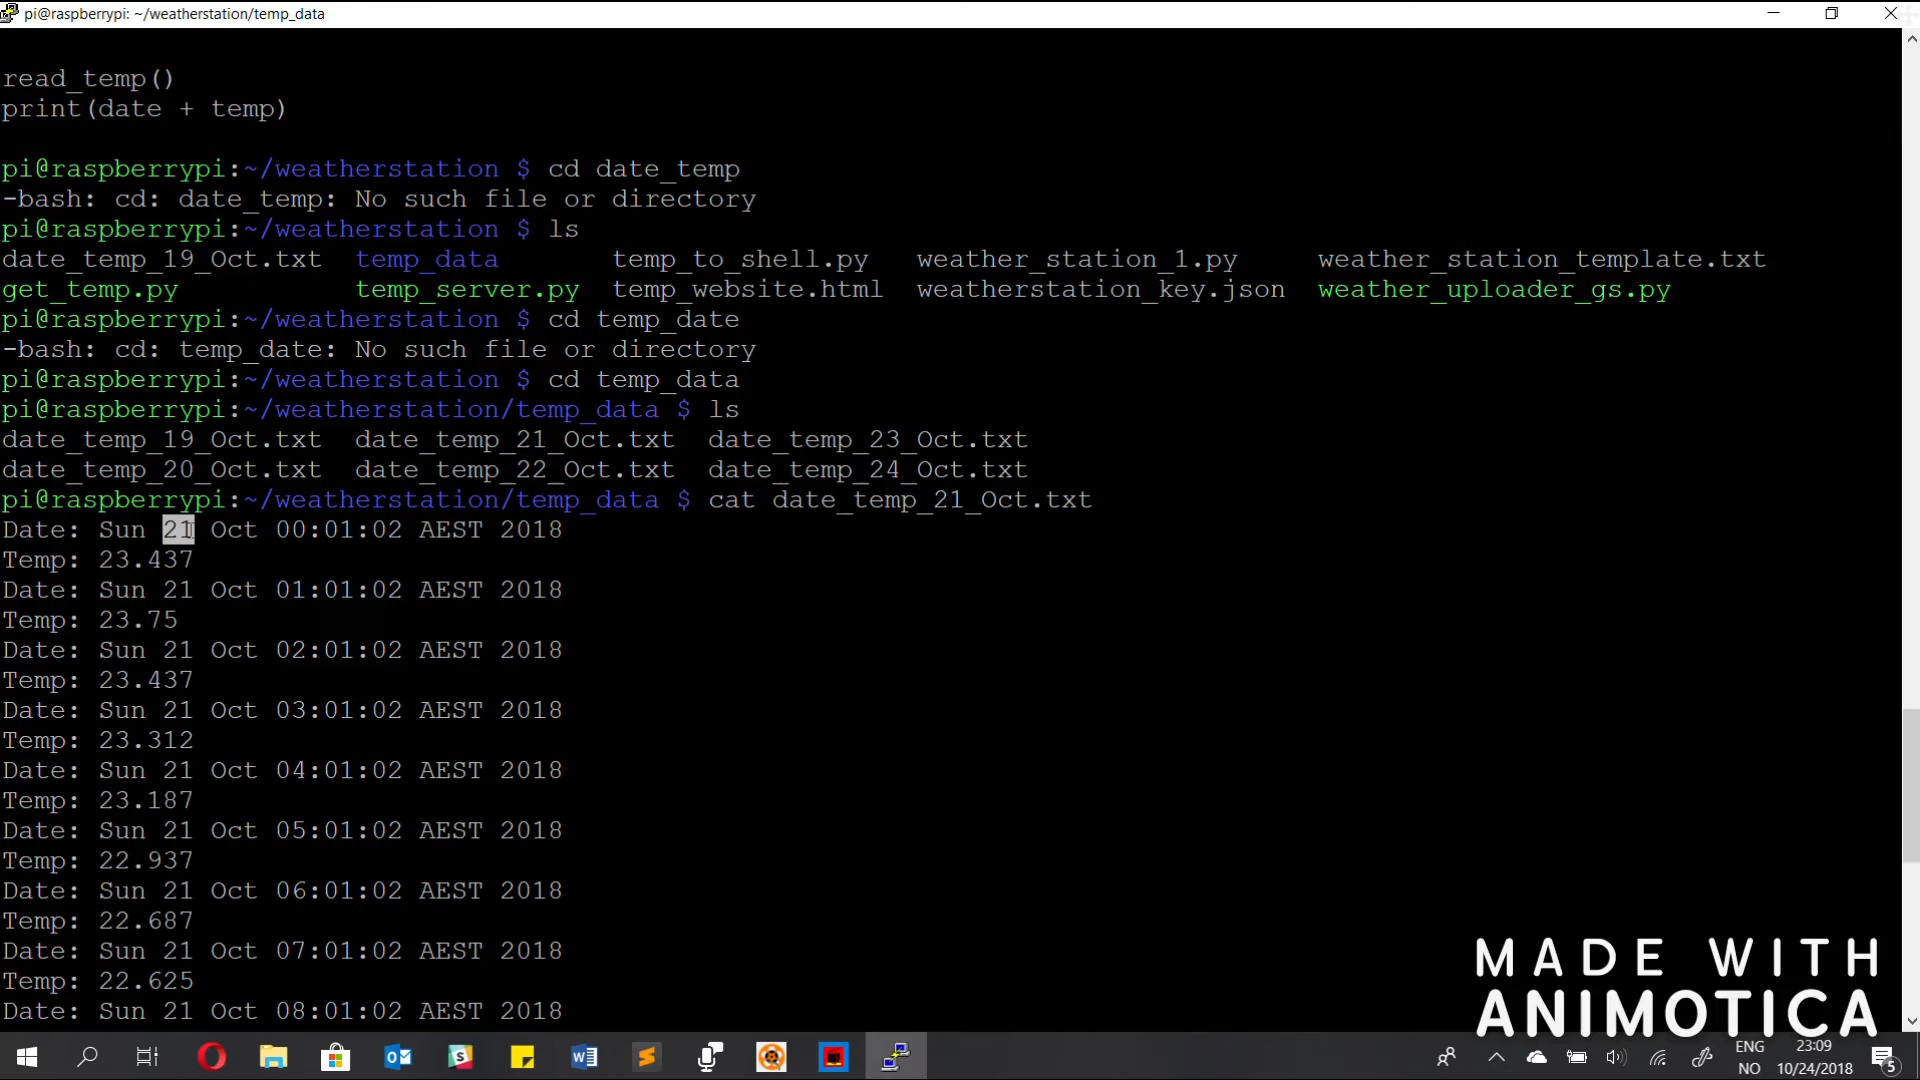 pi@raspberrypi: ~/weatherstation/temp_data
read_temp()
print(date + temp)
pi@raspberrypi:~/weatherstation $ cd date_temp
-bash: cd: date_temp: No such file or directory
pi@raspberrypi:~/weatherstation $ ls
date_temp_19_Oct.txt temp_data temp_to_shell.py weather_station_1.py weather_station_template.txt
get_temp.py temp_server.py temp_website.html weatherstation_key.json weather_uploader_gs.py
pi@raspberrypi:~/weatherstation $ cd temp_date
-bash: cd: temp_date: No such file or directory
pi@raspberrypi:~/weatherstation $ cd temp_data
pi@raspberrypi:~/weatherstation/temp_data $ ls
date_temp_19_Oct.txt date_temp_21_Oct.txt date_temp_23_Oct.txt
date_temp_20_Oct.txt date_temp_22_Oct.txt date_temp_24_Oct.txt
pi@raspberrypi:~/weatherstation/temp_data $ cat date_temp_21_Oct.txt
Date: Sun 21 Oct 00:01:02 AEST 2018
Temp: 23.437
Date: Sun 21 Oct 01:01:02 AEST 2018
Temp: 23.75
Date: Sun 21 Oct 02:01:02 AEST 2018
Temp: 23.437
Date: Sun 21 Oct 03:01:02 AEST 2018
Temp: 23.312
Date: Sun 21 Oct 04:01:02 AEST 2018
Temp: 23.187
Date: Sun 21 Oct 05:01:02 AEST 2018
Temp: 22.937
Date: Sun 21 Oct 06:01:02 AEST 2018
Temp: 22.687
Date: Sun 21 Oct 07:01:02 AEST 2018
Temp: 22.625
Date: Sun 21 Oct 08:01:02 AEST 2018
MADE WITH
ANIMOTICA
ENG
NO
23:09
10/24/2018
5